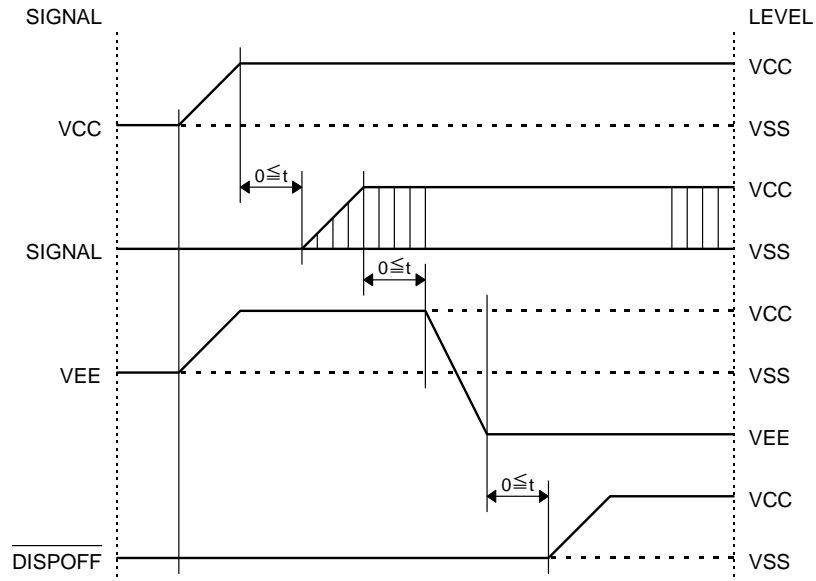 SIGNAL LEVEL
VCC
VCC VSS
0≦t VCC
SIGNAL VSS
0≦t
VCC
VEE VSS
VEE
0≦t VCC
DISPOFF VSS